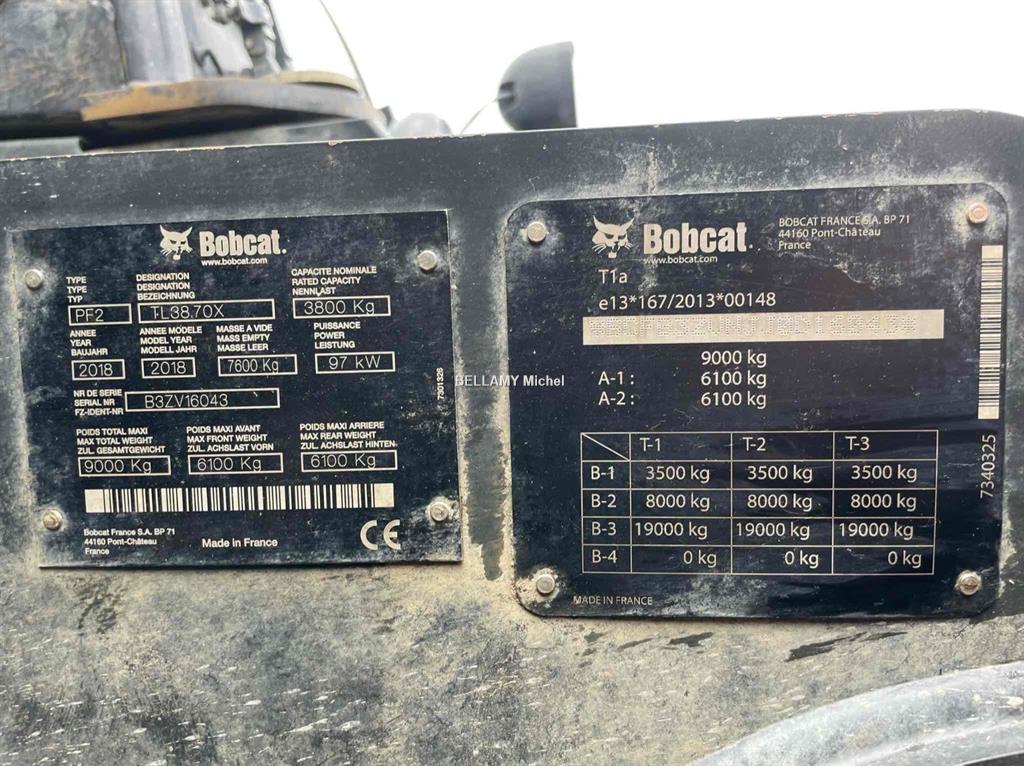 Bobcat.
www.bobcat.com
TYPE
TYPE
TYP
DESIGNATION
DESIGNATION
BEZEICHNUNG
CAPACITE NOMINALE
RATED CAPACITY
NENNLAST
PF2 TL38.70X 3800 Kg
ANNEE
YEAR
BAUJAHR
ANNEE MODELE
MODEL YEAR
MODELL JAHR
MASSE A VIDE
MASS EMPTY
MASSE LEER
PUISSANCE
POWER
LEISTUNG
2018 2018 7600 Kg 97 kW
NR DE SERIE
SERIAL NR
FZ-IDENT-NR
B3ZV16043
7301326
POIDS TOTAL MAXI
MAX TOTAL WEIGHT
ZUL. GESAMTGEWICHT
POIDS MAXI AVANT
MAX FRONT WEIGHT
ZUL. ACHSLAST VORN
POIDS MAXI ARRIERE
MAX REAR WEIGHT
ZUL. ACHSLAST HINTEN
9000 Kg 6100 Kg 6100 Kg
Bobcat France S.A. BP 71
44160 Pont-Château
France
Made in France
CE
BELLAMY Michel
Bobcat.
www.bobcat.com
BOBCAT FRANCE S.A. BP 71
44160 Pont-Château
France
T1a
e13*167/2013*00148
9000 kg
A-1 : 6100 kg
A-2 : 6100 kg
T-1 T-2 T-3
B-1 3500 kg 3500 kg 3500 kg
B-2 8000 kg 8000 kg 8000 kg
B-3 19000 kg 19000 kg 19000 kg
B-4 0 kg 0 kg 0 kg
7340325
MADE IN FRANCE